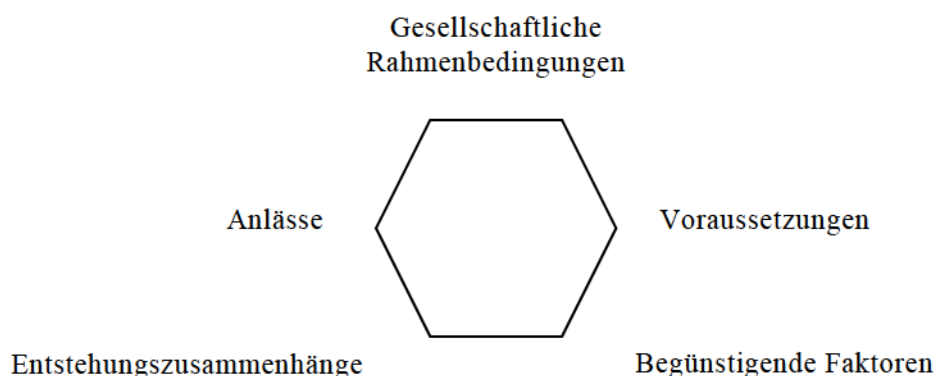 Gesellschaftliche
Rahmenbedingungen
Anlässe
Voraussetzungen
Entstehungszusammenhänge
Begünstigende Faktoren